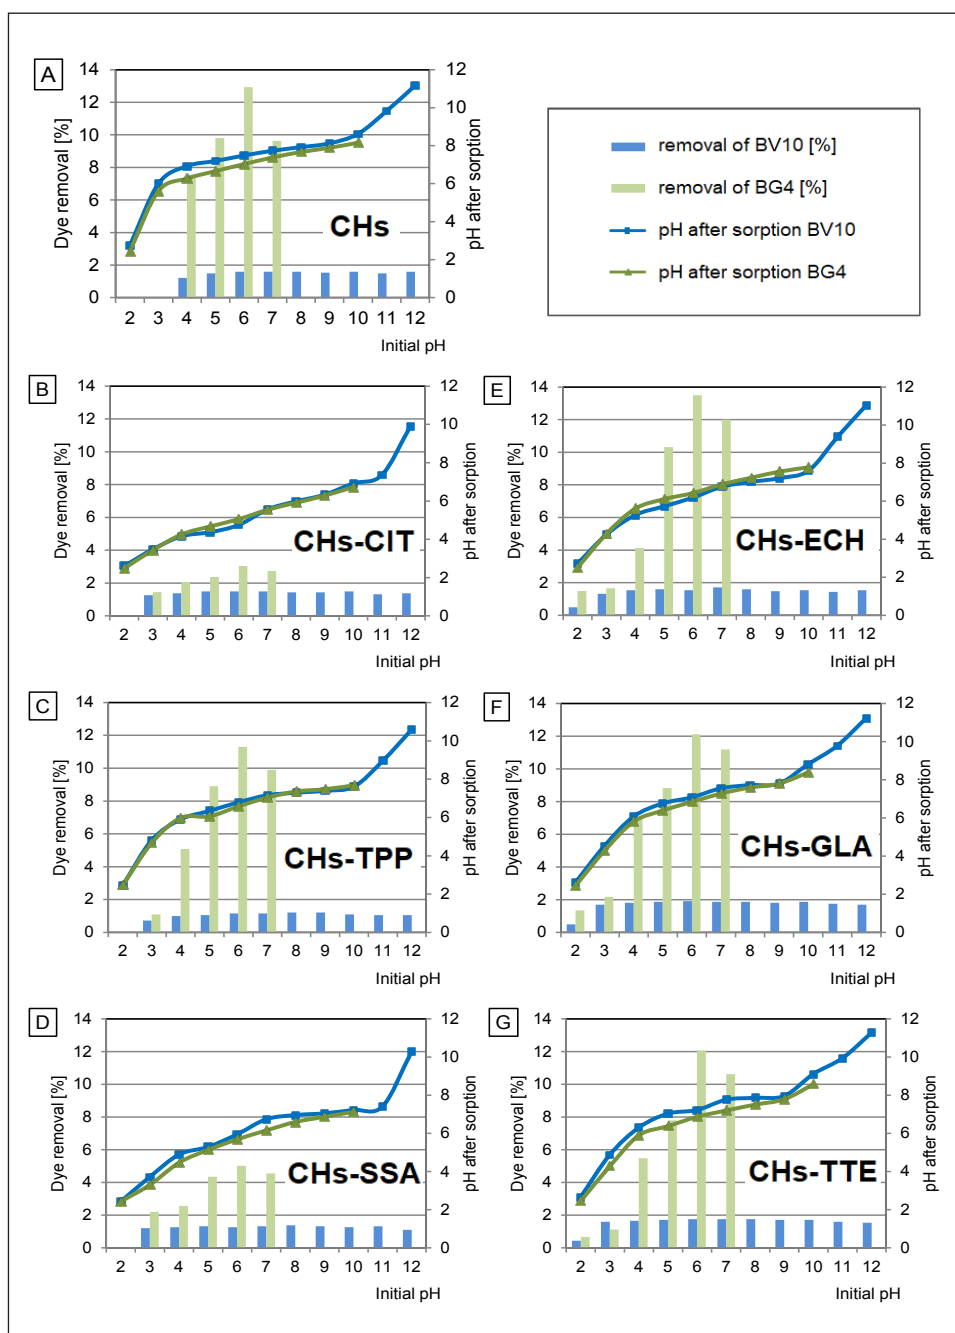 A
Dye removal [%]
14
12
10
8
6
4
2
0
12
10
8
6
4
2
0
pH after sorption
CHs
2 3 4 5 6 7 8 9 10 11 12
Initial pH
removal of BV10 [%]
removal of BG4 [%]
pH after sorption BV10
pH after sorption BG4
B
Dye removal [%]
14
12
10
8
6
4
2
0
12
10
8
6
4
2
0
pH after sorption
CHs-CIT
2 3 4 5 6 7 8 9 10 11 12
Initial pH
E
Dye removal [%]
14
12
10
8
6
4
2
0
12
10
8
6
4
2
0
pH after sorption
CHs-ECH
2 3 4 5 6 7 8 9 10 11 12
Initial pH
C
Dye removal [%]
14
12
10
8
6
4
2
0
12
10
8
6
4
2
0
pH after sorption
CHs-TPP
2 3 4 5 6 7 8 9 10 11 12
Initial pH
F
Dye removal [%]
14
12
10
8
6
4
2
0
12
10
8
6
4
2
0
pH after sorption
CHs-GLA
2 3 4 5 6 7 8 9 10 11 12
Initial pH
D
Dye removal [%]
14
12
10
8
6
4
2
0
12
10
8
6
4
2
0
pH after sorption
CHs-SSA
2 3 4 5 6 7 8 9 10 11 12
Initial pH
G
Dye removal [%]
14
12
10
8
6
4
2
0
12
10
8
6
4
2
0
pH after sorption
CHs-TTE
2 3 4 5 6 7 8 9 10 11 12
Initial pH